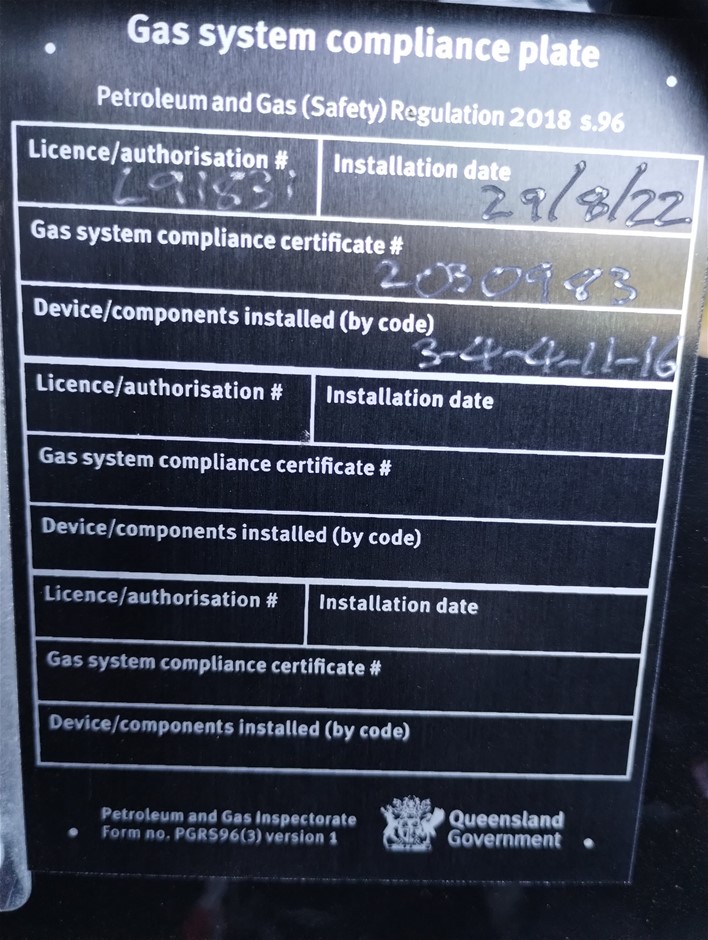 Gas system compliance plate
Petroleum and Gas (Safety) Regulation 2018 s.96
Licence/authorisation # Installation date
L91831 29/8/22
Gas system compliance certificate #
2030983
Device/components installed (by code)
3-4-4-11-16
Licence/authorisation # Installation date
Gas system compliance certificate #
Device/components installed (by code)
Licence/authorisation # Installation date
Gas system compliance certificate #
Device/components installed (by code)
Petroleum and Gas Inspectorate
Form no. PGRS96(3) version 1
Queensland
Government